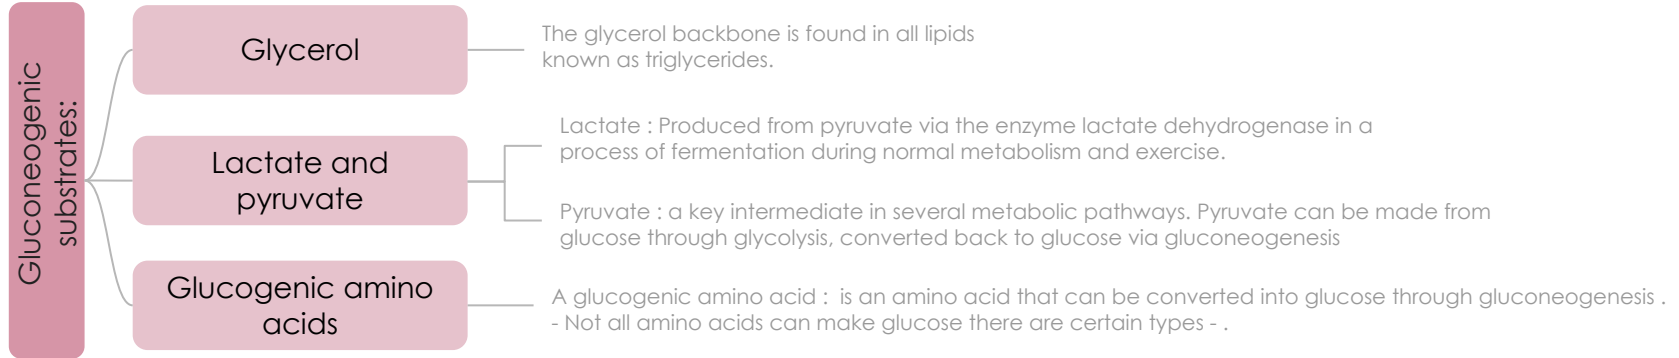 Gluconeogenic
substrates:
Glycerol
The glycerol backbone is found in all lipids
known as triglycerides.
Lactate and
pyruvate
Lactate : Produced from pyruvate via the enzyme lactate dehydrogenase in a
process of fermentation during normal metabolism and exercise.
Pyruvate : a key intermediate in several metabolic pathways. Pyruvate can be made from
glucose through glycolysis, converted back to glucose via gluconeogenesis
Glucogenic amino
acids
A glucogenic amino acid :  is an amino acid that can be converted into glucose through gluconeogenesis .
- Not all amino acids can make glucose there are certain types - .